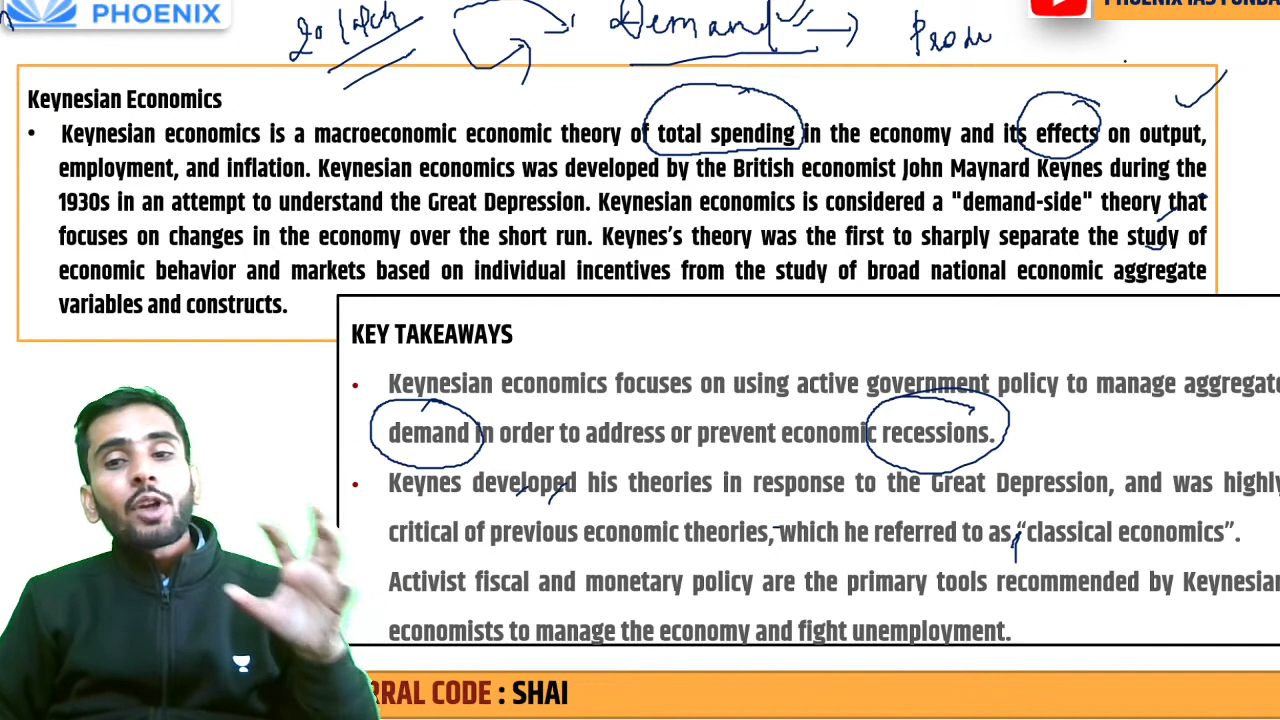 PHOENIX
PHOENIX IAS FUNDA
Demand
Keynesian Economics
• Keynesian economics is a macroeconomic economic theory of total spending in the economy and its effects on output,
employment, and inflation. Keynesian economics was developed by the British economist John Maynard Keynes during the
1930s in an attempt to understand the Great Depression. Keynesian economics is considered a "demand-side" theory that
focuses on changes in the economy over the short run. Keynes’s theory was the first to sharply separate the study of
economic behavior and markets based on individual incentives from the study of broad national economic aggregate
variables and constructs.
KEY TAKEAWAYS
• Keynesian economics focuses on using active government policy to manage aggregate
demand in order to address or prevent economic recessions.
• Keynes developed his theories in response to the Great Depression, and was highly
critical of previous economic theories, which he referred to as “classical economics”.
Activist fiscal and monetary policy are the primary tools recommended by Keynesian
economists to manage the economy and fight unemployment.
RRAL CODE : SHAI